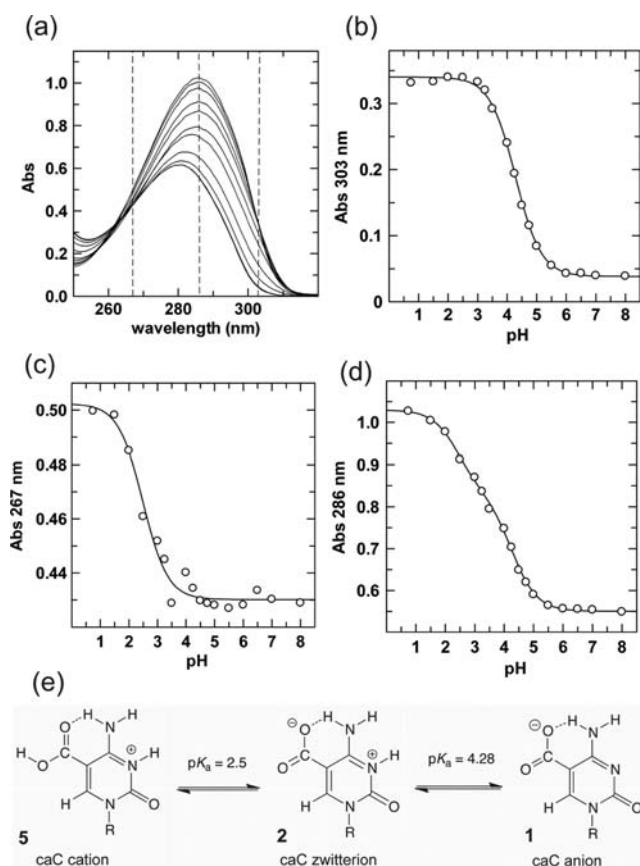 (a)
Abs
1.0
0.8
0.6
0.4
0.2
0.0
260 280 300
wavelength (nm)
(b)
Abs 303 nm
0.3
0.2
0.1
0
1 2 3 4 5 6 7 8
pH
(c)
Abs 267 nm
0.50
0.48
0.46
0.44
1 2 3 4 5 6 7 8
pH
(d)
Abs 286 nm
1.0
0.9
0.8
0.7
0.6
1 2 3 4 5 6 7 8
pH
(e)
O H N H
H O N + H
H N O
R
5
caC cation
pKa = 2.5
⊖ O H N H
O N + H
H N O
R
2
caC zwitterion
pKa = 4.28
⊖ O H N H
O N
H N O
R
1
caC anion